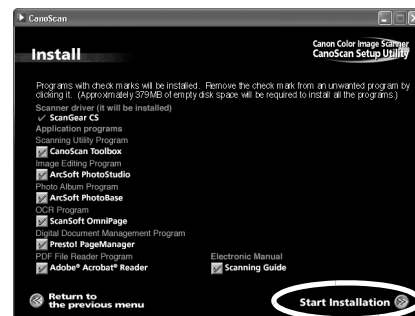 CanoScan
Install
Canon Color Image Scanner
CanoScan Setup Utility
Programs with check marks will be installed. Remove the check mark from an unwanted program by
clicking it. (Approximately 379MB of empty disk space will be required to install all the programs.)
Scanner driver (it will be installed)
ScanGear CS
Application programs
Scanning Utility Program
CanoScan Toolbox
Image Editing Program
ArcSoft PhotoStudio
Photo Album Program
ArcSoft PhotoBase
OCR Program
ScanSoft OmniPage
Digital Document Management Program
Presto! PageManager
PDF File Reader Program
Adobe® Acrobat® Reader
Electronic Manual
Scanning Guide
Return to
the previous menu
Start Installation